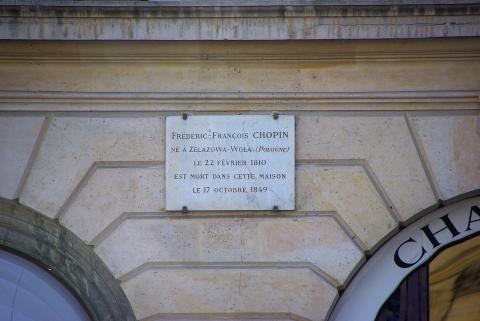 FRÉDÉRIC-FRANÇOIS CHOPIN
NÉ À ZELAZOWA-WOLA (POLOGNE)
LE 22 FÉVRIER 1810
EST MORT DANS CETTE MAISON
LE 17 OCTOBRE 1849
CHA